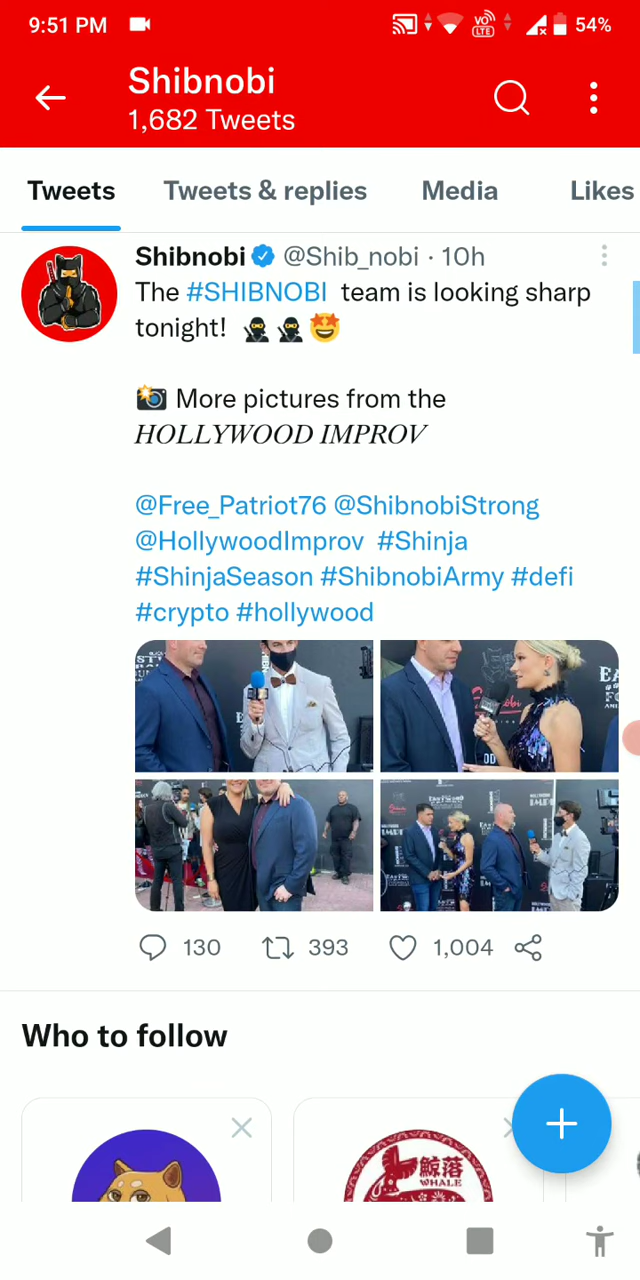 9:51 PM
VO LTE
54%
Shibnobi
1,682 Tweets
Tweets
Tweets & replies
Media
Likes
Shibnobi @Shib_nobi · 10h
The #SHIBNOBI team is looking sharp
tonight! 🥷🥷🤩
📸 More pictures from the
HOLLYWOOD IMPROV
@Free_Patriot76 @ShibnobiStrong
@HollywoodImprov #Shinja
#ShinjaSeason #ShibnobiArmy #defi
#crypto #hollywood
130
393
1,004
Who to follow
鯨落
WHALE